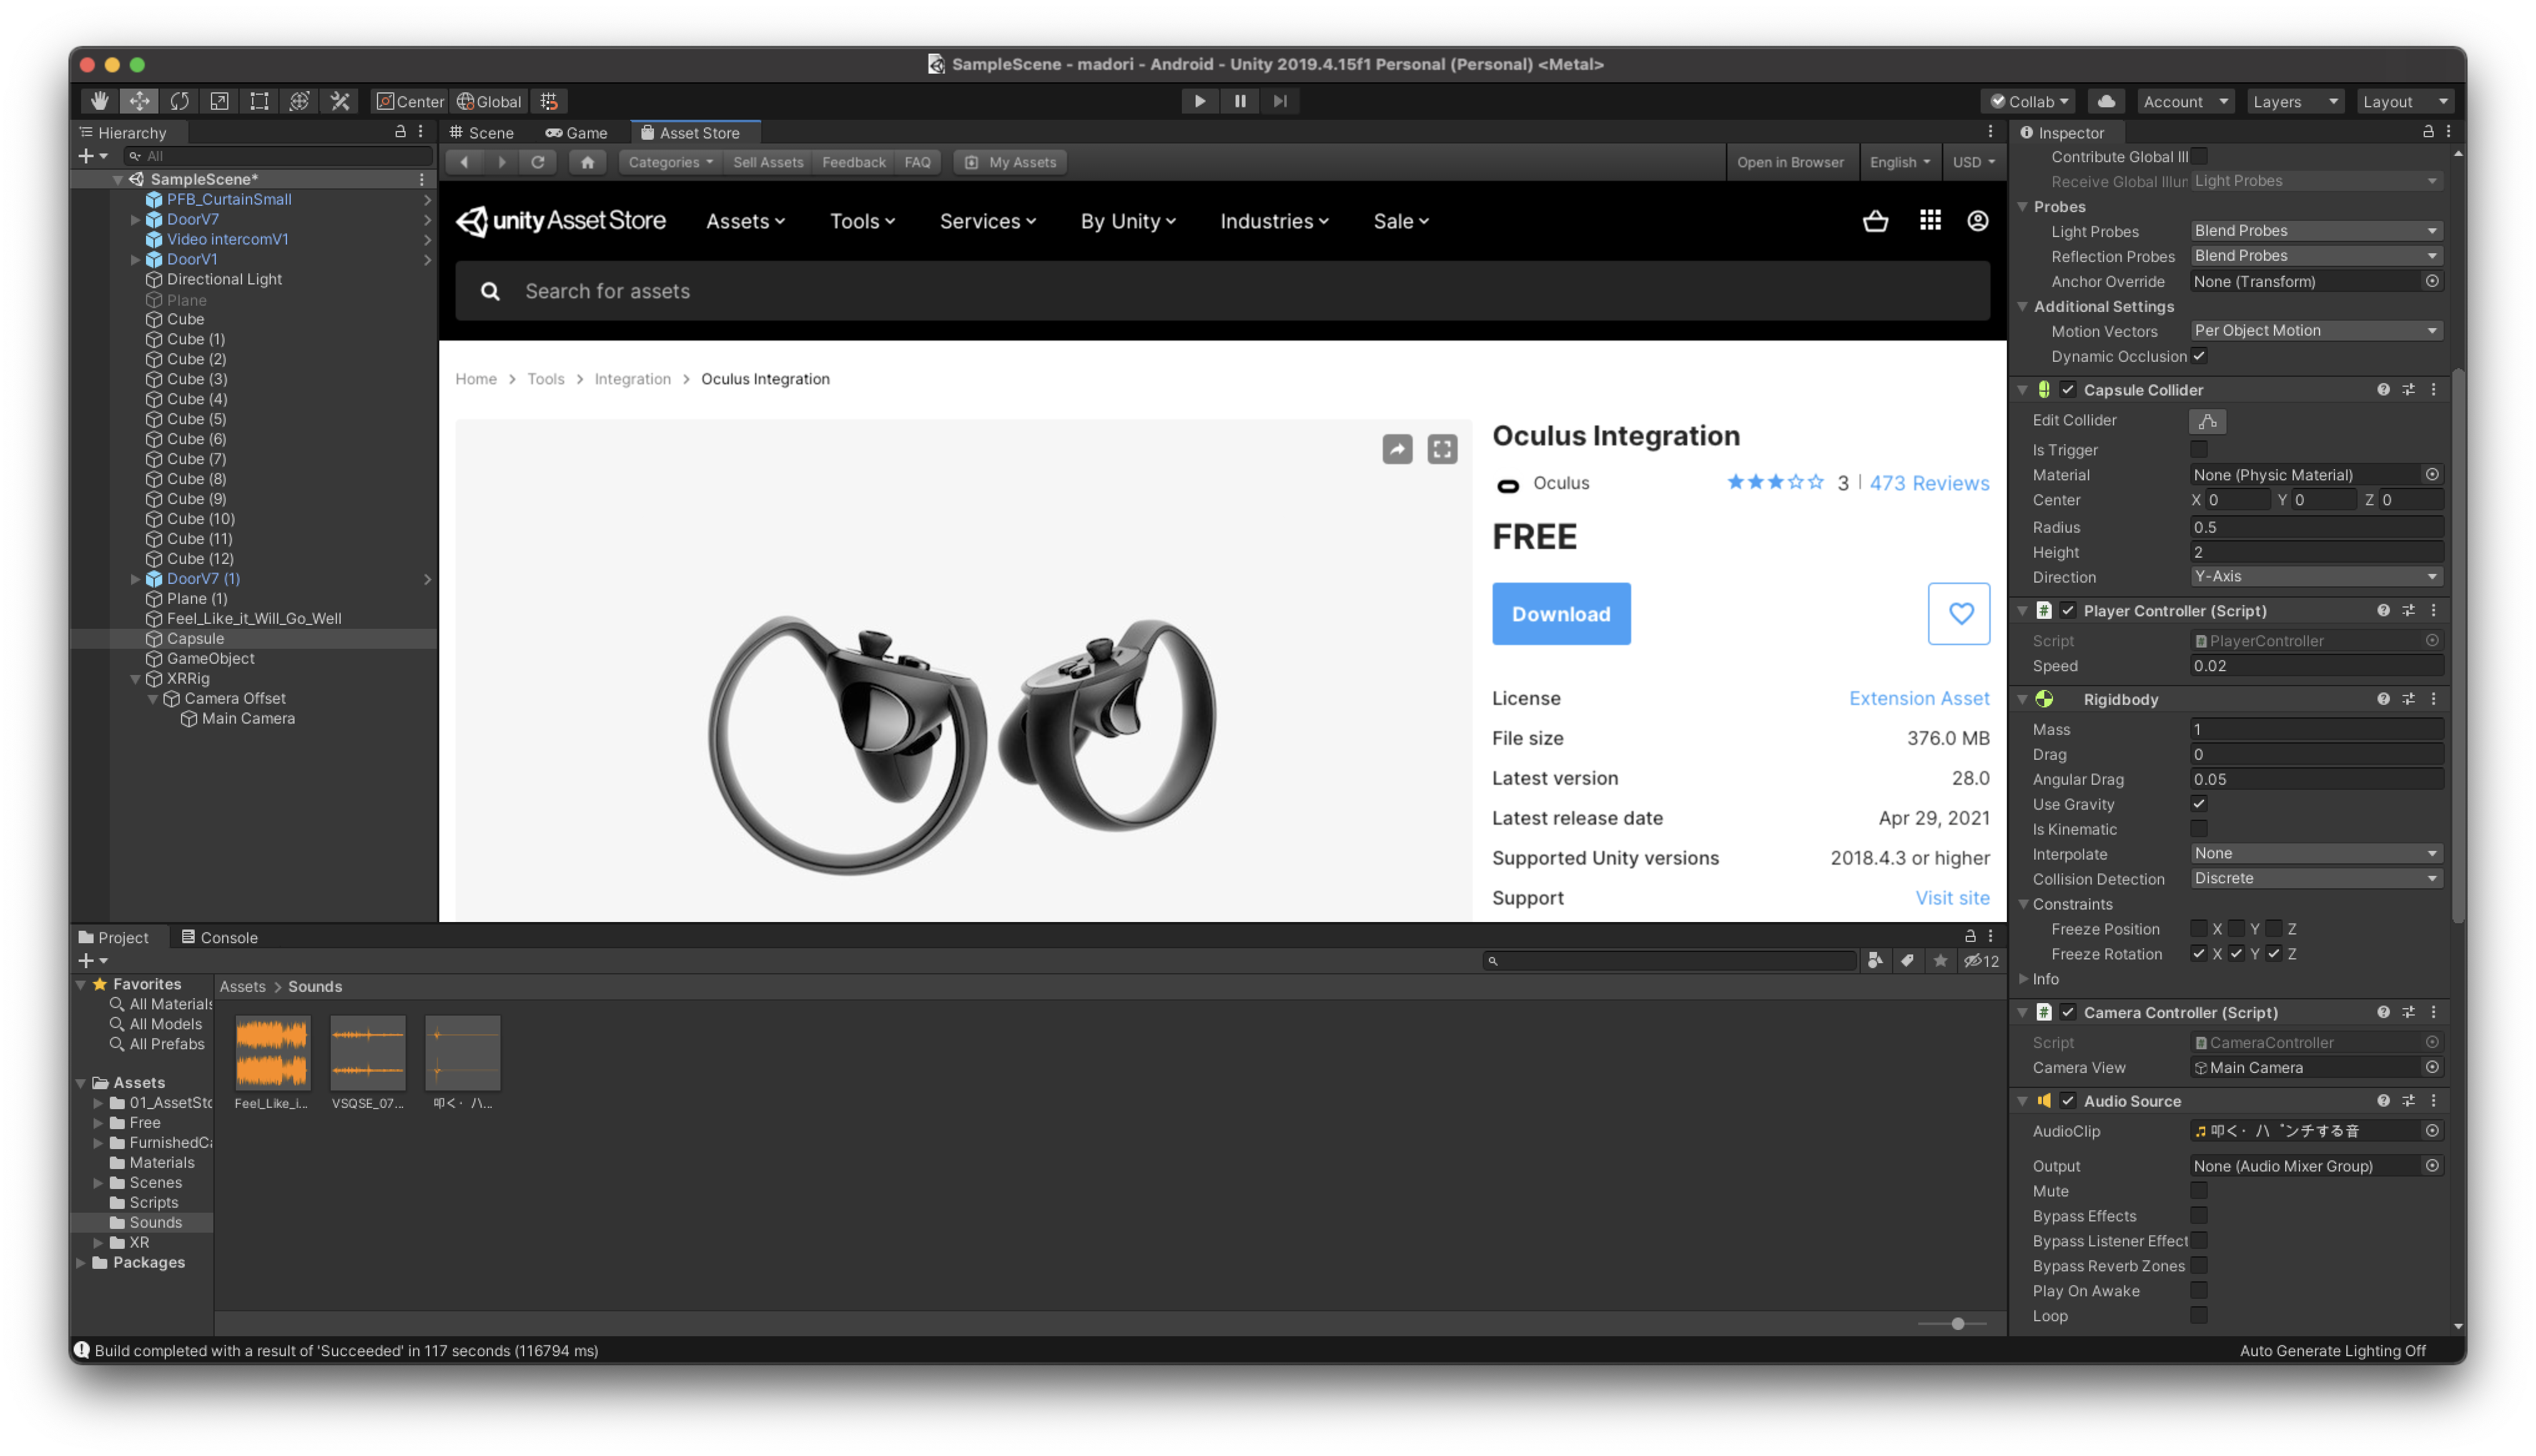 SampleScene - madori - Android - Unity 2019.4.15f1 Personal (Personal) <Metal>
Center Global
Collab Account Layers Layout
Hierarchy
All
SampleScene*
PFB_CurtainSmall
DoorV7
Video intercomV1
DoorV1
Directional Light
Plane
Cube
Cube (1)
Cube (2)
Cube (3)
Cube (4)
Cube (5)
Cube (6)
Cube (7)
Cube (8)
Cube (9)
Cube (10)
Cube (11)
Cube (12)
DoorV7 (1)
Plane (1)
Feel_Like_it_Will_Go_Well
Capsule
GameObject
XRRig
Camera Offset
Main Camera
Scene Game Asset Store
Categories Sell Assets Feedback FAQ My Assets Open in Browser English USD
unity Asset Store Assets Tools Services By Unity Industries Sale
Search for assets
Home > Tools > Integration > Oculus Integration
Oculus Integration
Oculus 3 | 473 Reviews
FREE
Download
License Extension Asset
File size 376.0 MB
Latest version 28.0
Latest release date Apr 29, 2021
Supported Unity versions 2018.4.3 or higher
Support Visit site
Project Console
12
Favorites
All Materials
All Models
All Prefabs
Assets
01_AssetSto
Free
FurnishedCa
Materials
Scenes
Scripts
Sounds
XR
Packages
Assets > Sounds
Feel_Like_i... VSQSE_07... 叩く・ハ...
Inspector
Contribute Global Ill
Receive Global Illur Light Probes
Probes
Light Probes Blend Probes
Reflection Probes Blend Probes
Anchor Override None (Transform)
Additional Settings
Motion Vectors Per Object Motion
Dynamic Occlusion
Capsule Collider
Edit Collider
Is Trigger
Material None (Physic Material)
Center X 0 Y 0 Z 0
Radius 0.5
Height 2
Direction Y-Axis
# Player Controller (Script)
Script # PlayerController
Speed 0.02
Rigidbody
Mass 1
Drag 0
Angular Drag 0.05
Use Gravity
Is Kinematic
Interpolate None
Collision Detection Discrete
Constraints
Freeze Position X Y Z
Freeze Rotation X Y Z
Info
# Camera Controller (Script)
Script # CameraController
Camera View Main Camera
Audio Source
AudioClip 叩く・ハ゜ンチする音
Output None (Audio Mixer Group)
Mute
Bypass Effects
Bypass Listener Effect
Bypass Reverb Zones
Play On Awake
Loop
Build completed with a result of 'Succeeded' in 117 seconds (116794 ms)
Auto Generate Lighting Off